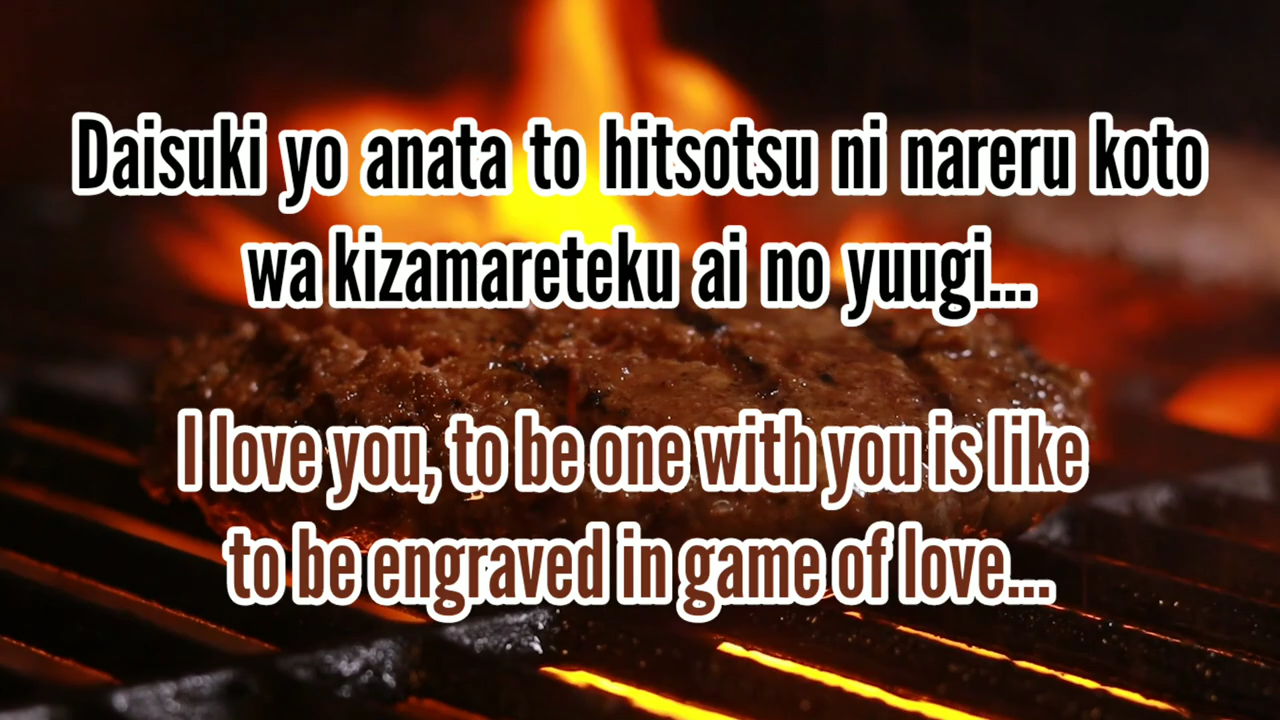 Daisuki yo anata to hitsotsu ni nareru koto
wa kizamareteku ai no yuugi...
I love you, to be one with you is like
to be engraved in game of love...